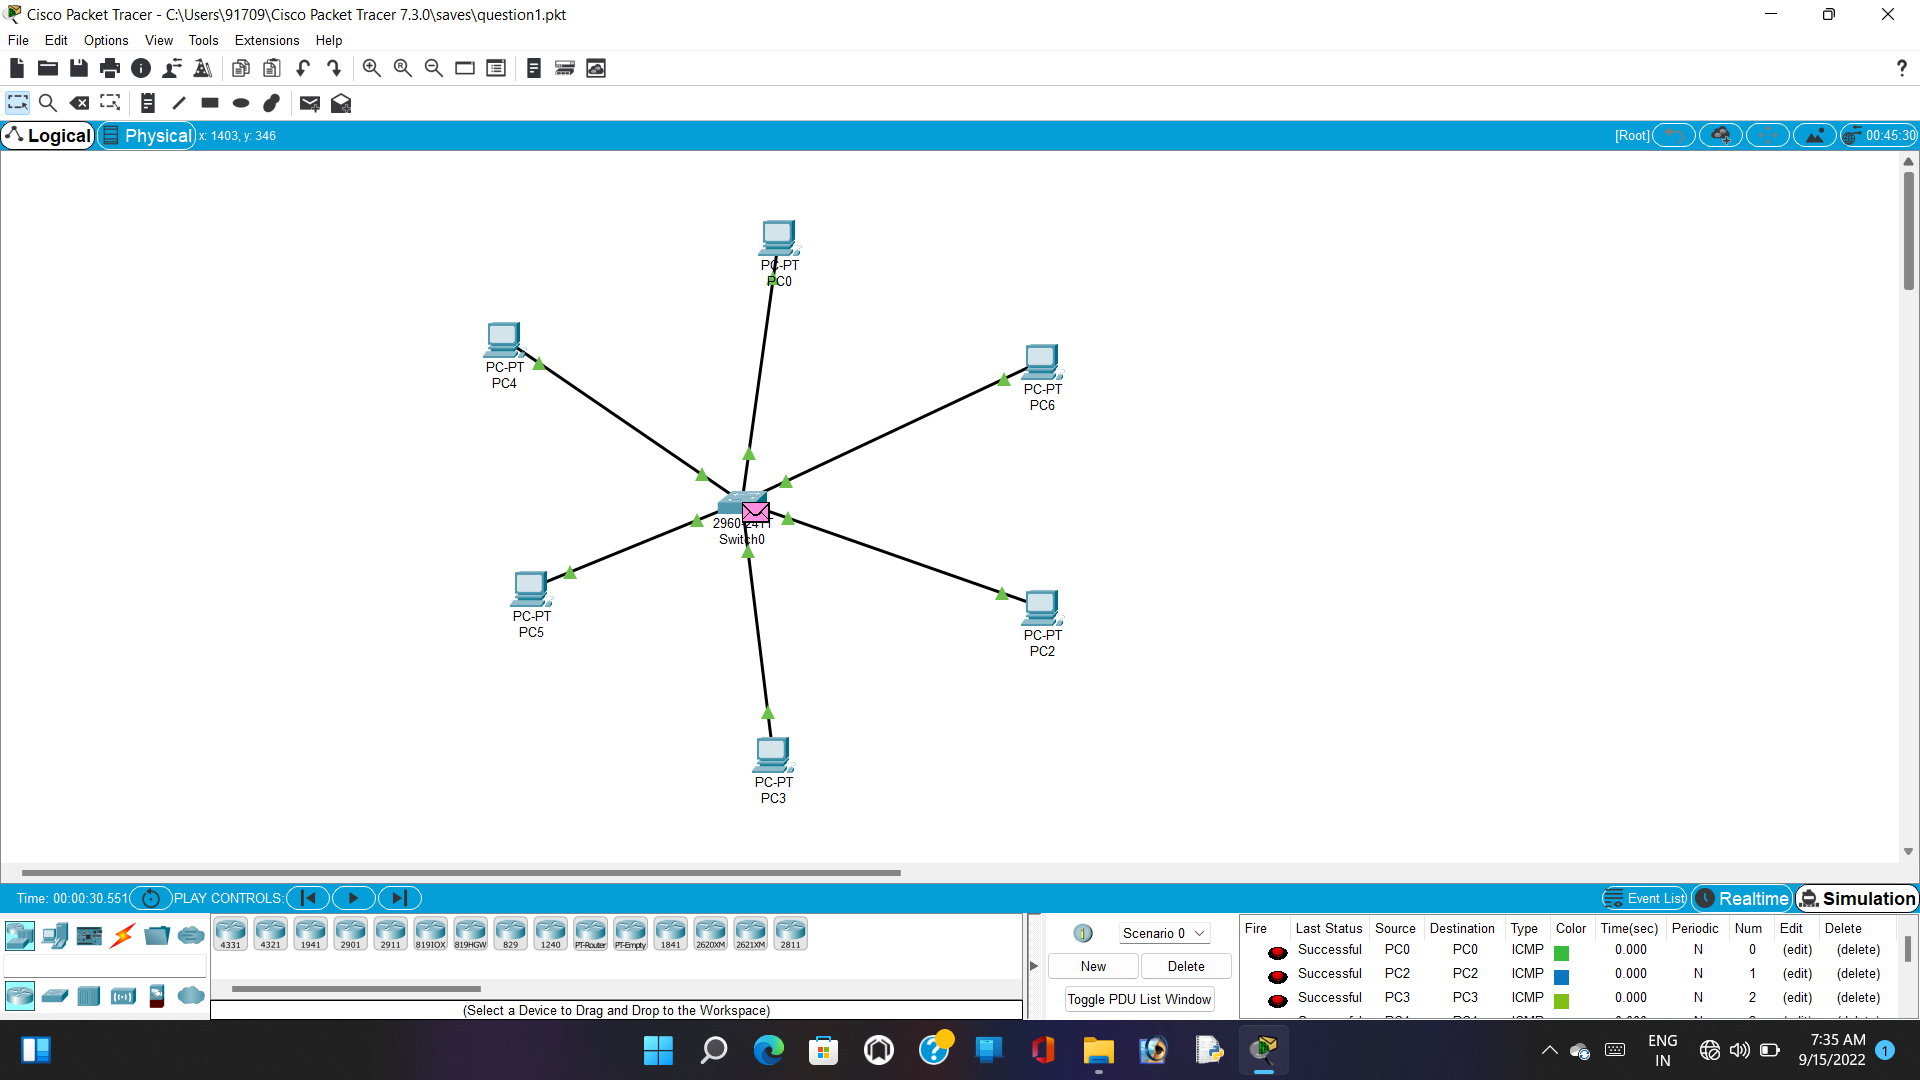 Cisco Packet Tracer - C:\Users\91709\Cisco Packet Tracer 7.3.0\saves\question1.pkt
File Edit Options View Tools Extensions Help
?
Logical Physical x: 1403, y: 346 [Root] 00:45:30
PC-PT
PC0
PC-PT
PC4
PC-PT
PC6
2960-24TT
Switch0
PC-PT
PC5
PC-PT
PC2
PC-PT
PC3
Time: 00:00:30.551 PLAY CONTROLS: Event List Realtime Simulation
4331 4321 1941 2901 2911 819IOX 819HGW 829 1240 PT-Router PT-Empty 1841 2620XM 2621XM 2811
(Select a Device to Drag and Drop to the Workspace)
Scenario 0
New Delete
Toggle PDU List Window
Fire Last Status Source Destination Type Color Time(sec) Periodic Num Edit Delete
Successful PC0 PC0 ICMP 0.000 N 0 (edit) (delete)
Successful PC2 PC2 ICMP 0.000 N 1 (edit) (delete)
Successful PC3 PC3 ICMP 0.000 N 2 (edit) (delete)
ENG
IN
7:35 AM
9/15/2022
1